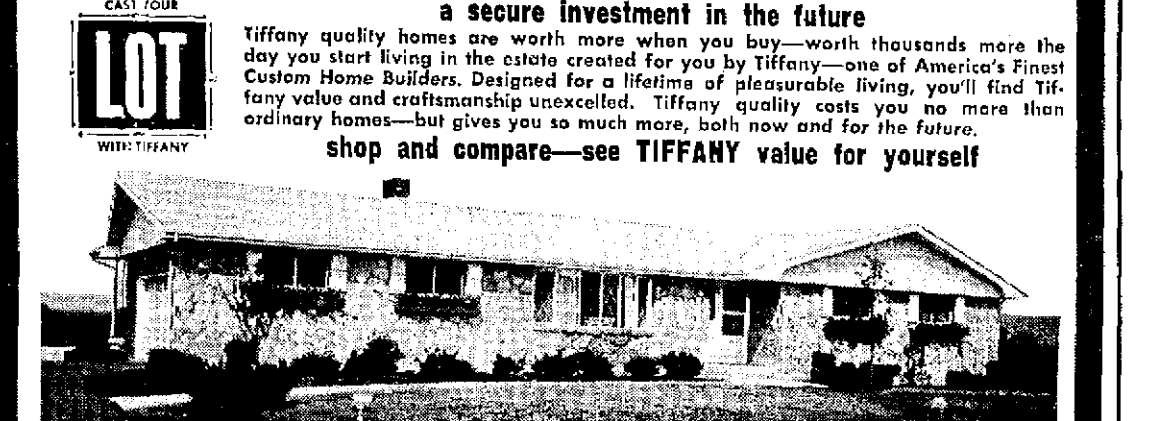 CAST YOUR
LOT
WITH TIFFANY
a secure investment in the future
Tiffany quality homes are worth more when you buy—worth thousands more the
day you start living in the estate created for you by Tiffany—one of America's Finest
Custom Home Builders. Designed for a lifetime of pleasurable living, you'll find Tif-
fany value and craftsmanship unexcelled. Tiffany quality costs you no more than
ordinary homes—but gives you so much more, both now and for the future.
shop and compare—see TIFFANY value for yourself